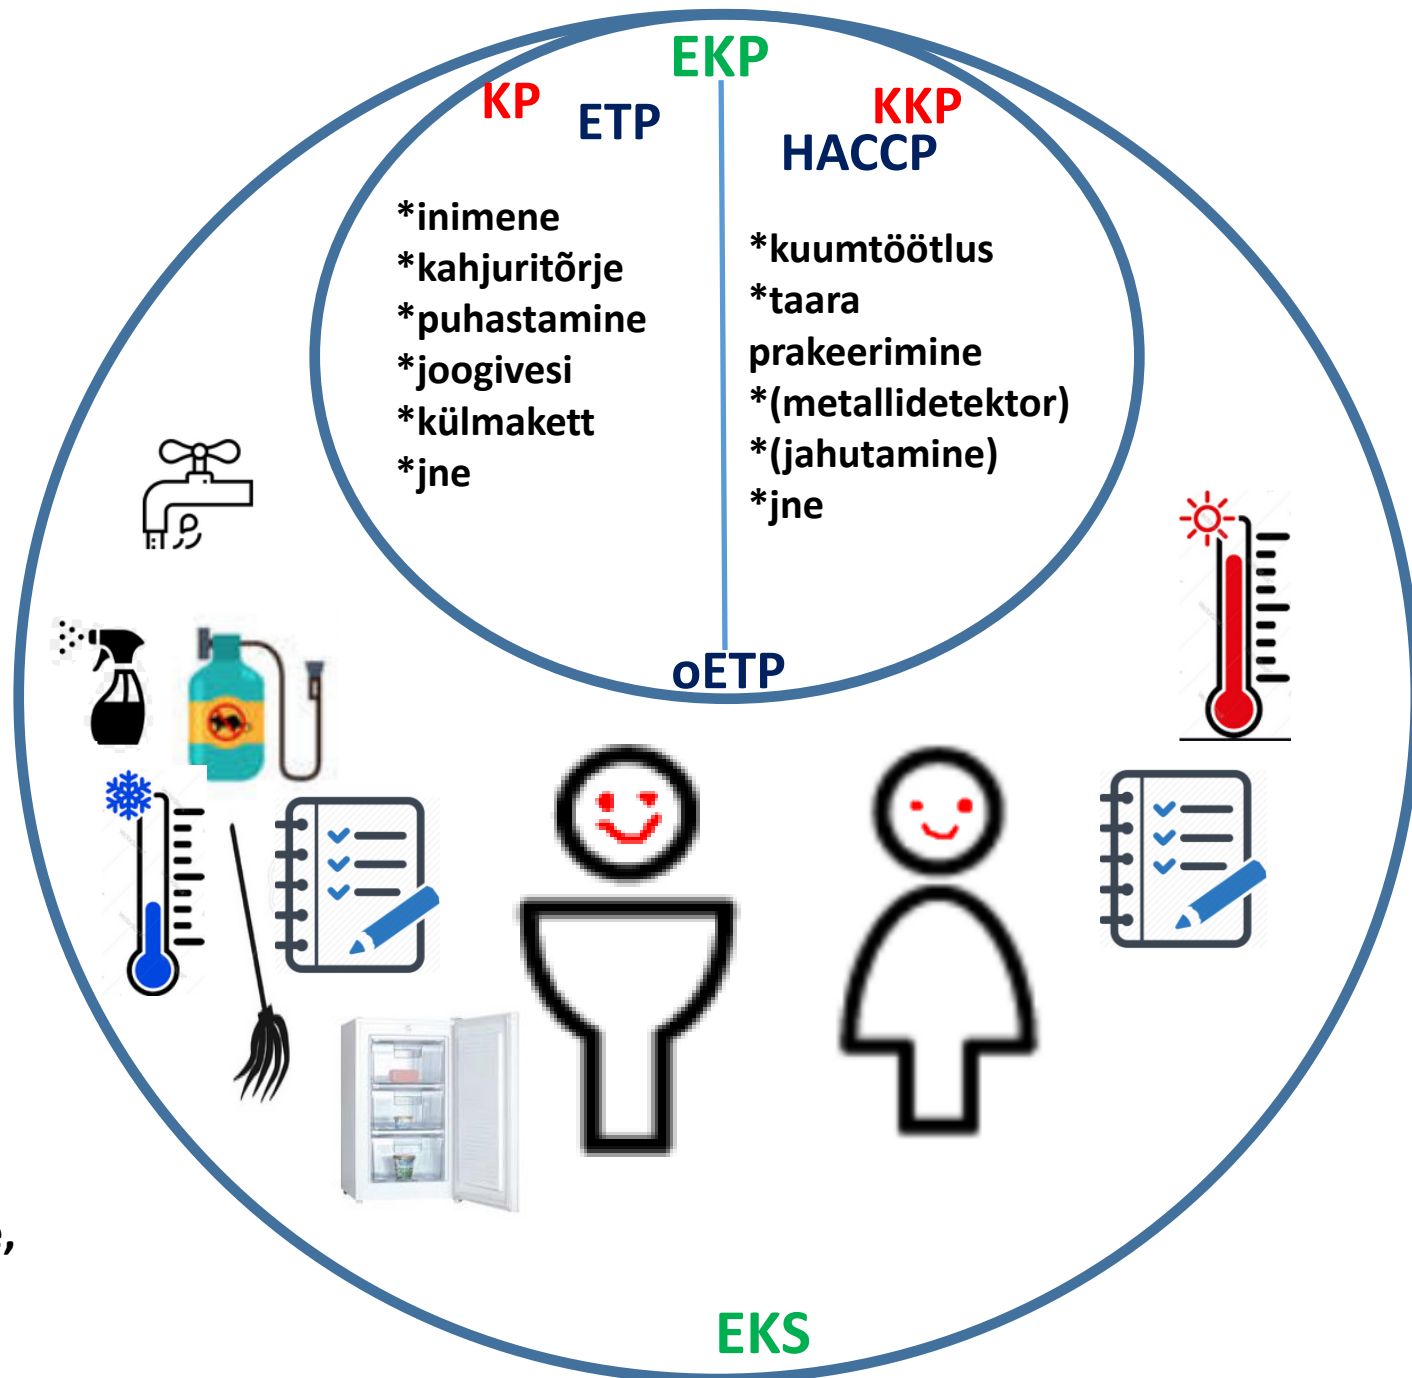 EKP
KP
ETP
KKP
HACCP
*inimene
*kahjuritõrje
*puhastamine
*joogivesi
*külmakett
*jne
*kuumtöötlus
*taara
prakeerimine
*(metallidetektor)
*(jahutamine)
*jne
oETP
EKS